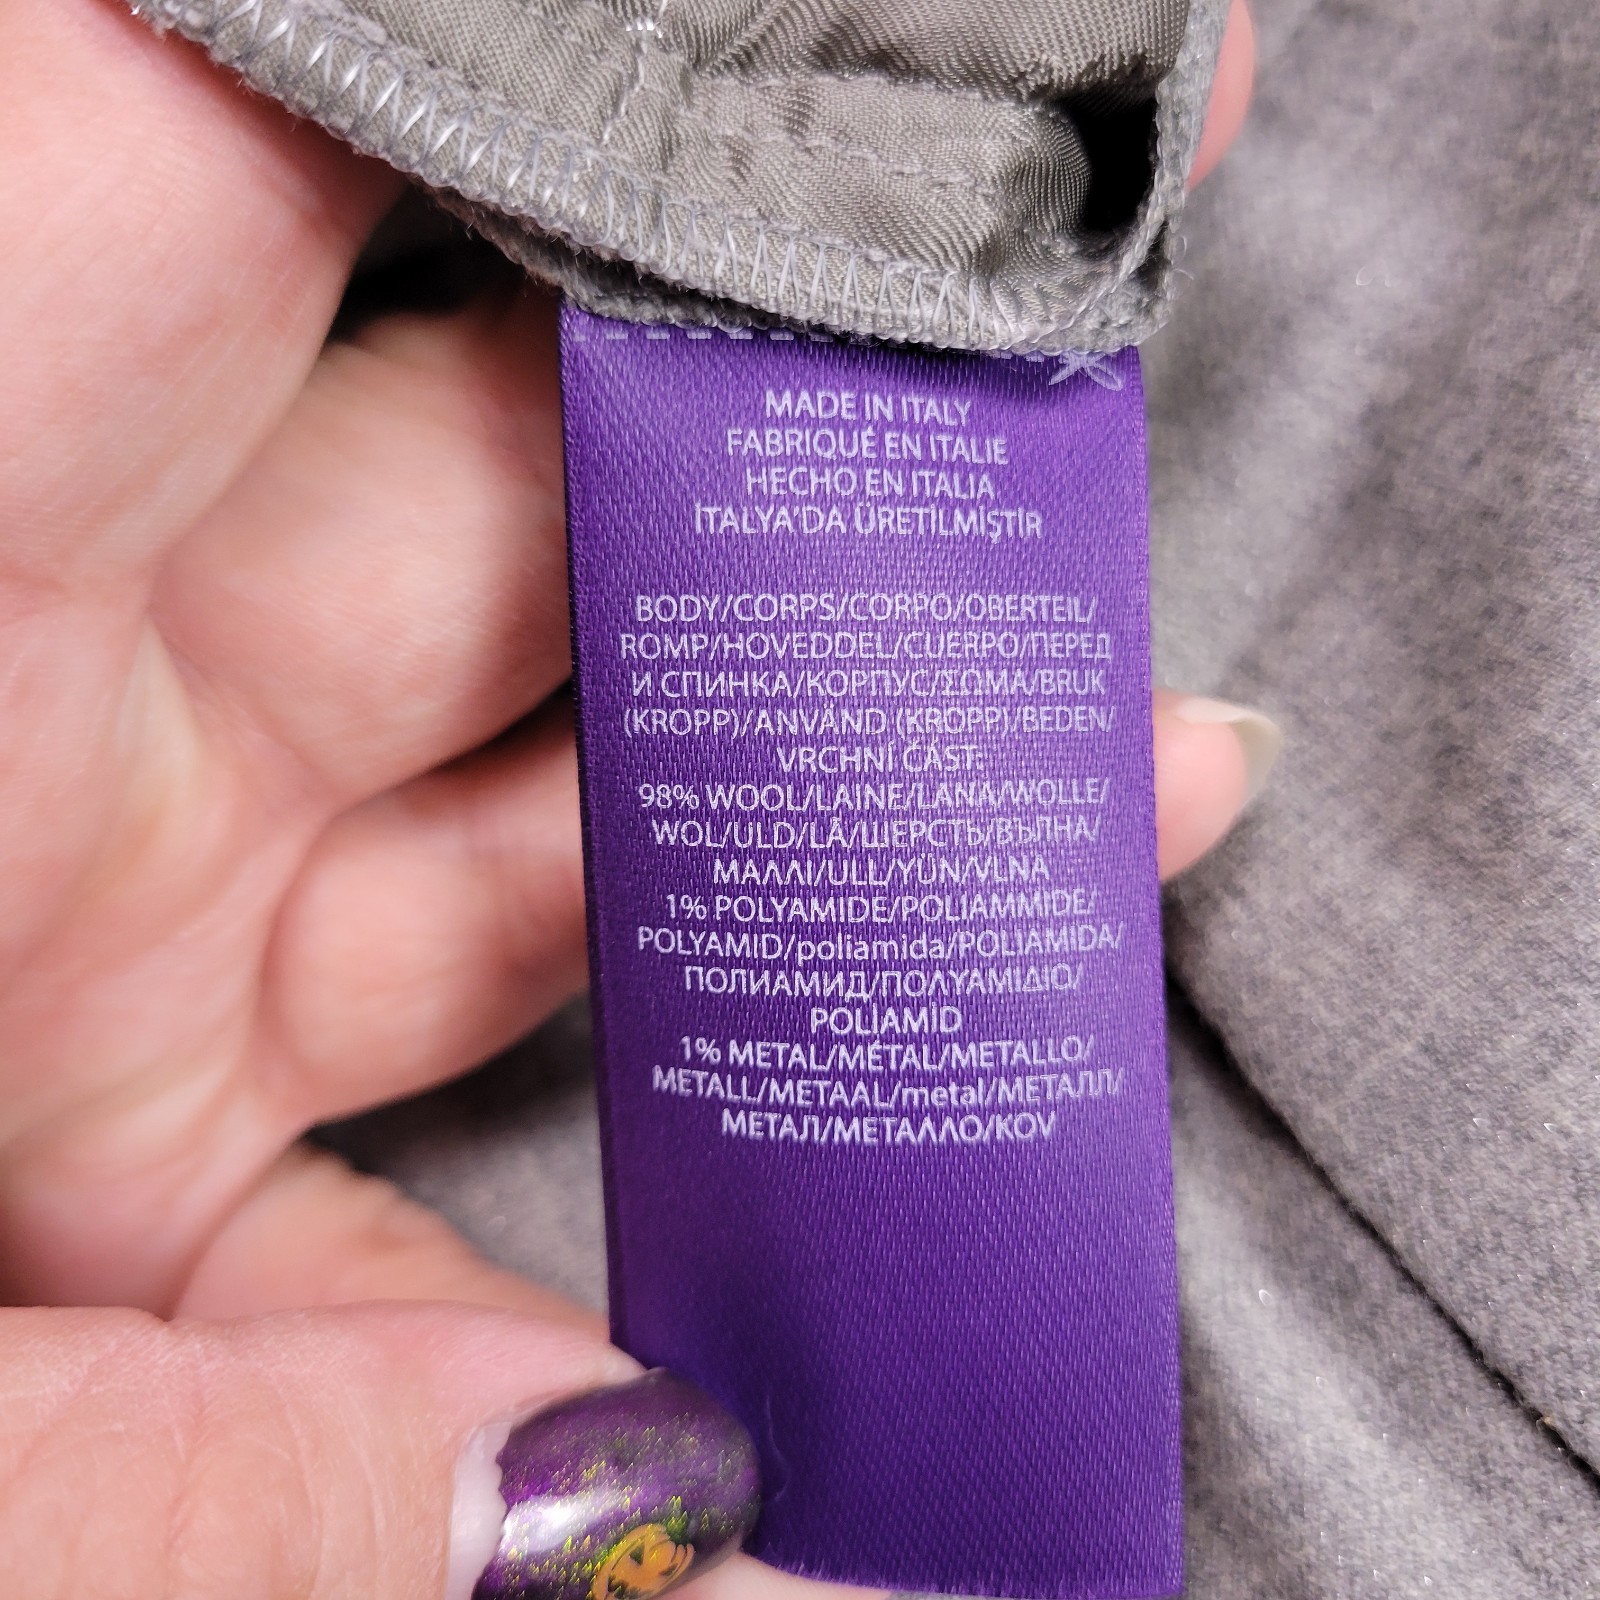 MADE IN ITALY
FABRIQUÉ EN ITALIE
HECHO EN ITALIA
İTALYA'DA ÜRETİLMİŞTİR
BODY/CORPS/CORPO/OBERTEIL/
ROMP/HOVEDDEL/CUERPO/ПЕРЕД
И СПИНКА/КОРПУС/ΣΩΜΑ/BRUK
(KROPP)/ANVÄND (KROPP)/BEDEN/
VRCHNÍ ČÁST:
98% WOOL/LAINE/LANA/WOLLE/
WOL/ULD/LÃ/ШЕРСТЬ/ВЪЛНА/
ΜΑΛΛΙ/ULL/YÜN/VLNA
1% POLYAMIDE/POLIAMMIDE/
POLYAMID/poliamida/POLIAMIDA/
ПОЛИАМИД/ΠΟΛΥΑΜΙΔΙΟ/
POLİAMİD
1% METAL/MÉTAL/METALLO/
METALL/METAAL/metal/МЕТАЛЛ/
МЕТАЛ/ΜΕΤΑΛΛΟ/KOV